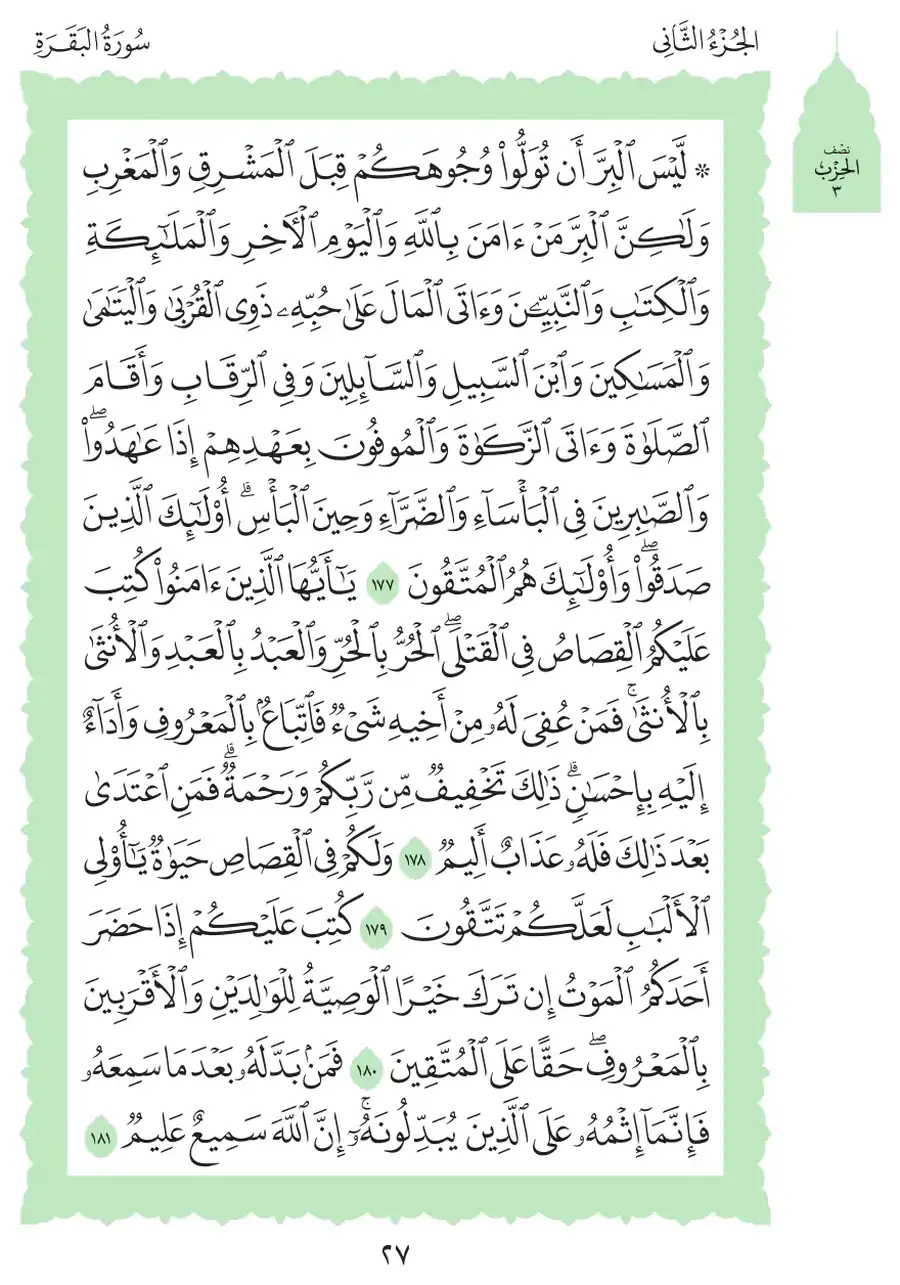 الجُزْءُ الثَّانِي
سُورَةُ البَقَرَةِ
نصف
الحِزْب
٣
۞ لَّيْسَ ٱلْبِرَّ أَن تُوَلُّوا۟ وُجُوهَكُمْ قِبَلَ ٱلْمَشْرِقِ وَٱلْمَغْرِبِ
وَلَٰكِنَّ ٱلْبِرَّ مَنْ ءَامَنَ بِٱللَّهِ وَٱلْيَوْمِ ٱلْـَٔاخِرِ وَٱلْمَلَٰٓئِكَةِ
وَٱلْكِتَٰبِ وَٱلنَّبِيِّـۧنَ وَءَاتَى ٱلْمَالَ عَلَىٰ حُبِّهِۦ ذَوِى ٱلْقُرْبَىٰ وَٱلْيَتَٰمَىٰ
وَٱلْمَسَٰكِينَ وَٱبْنَ ٱلسَّبِيلِ وَٱلسَّآئِلِينَ وَفِى ٱلرِّقَابِ وَأَقَامَ
ٱلصَّلَوٰةَ وَءَاتَى ٱلزَّكَوٰةَ وَٱلْمُوفُونَ بِعَهْدِهِمْ إِذَا عَٰهَدُوا۟ۖ
وَٱلصَّٰبِرِينَ فِى ٱلْبَأْسَآءِ وَٱلضَّرَّآءِ وَحِينَ ٱلْبَأْسِۗ أُو۟لَٰٓئِكَ ٱلَّذِينَ
صَدَقُوا۟ۖ وَأُو۟لَٰٓئِكَ هُمُ ٱلْمُتَّقُونَ ١٧٧ يَٰٓأَيُّهَا ٱلَّذِينَ ءَامَنُوا۟ كُتِبَ
عَلَيْكُمُ ٱلْقِصَاصُ فِى ٱلْقَتْلَىۖ ٱلْحُرُّ بِٱلْحُرِّ وَٱلْعَبْدُ بِٱلْعَبْدِ وَٱلْأُنثَىٰ
بِٱلْأُنثَىٰۚ فَمَنْ عُفِىَ لَهُۥ مِنْ أَخِيهِ شَىْءٌ فَٱتِّبَاعٌۢ بِٱلْمَعْرُوفِ وَأَدَآءٌ
إِلَيْهِ بِإِحْسَٰنٍۗ ذَٰلِكَ تَخْفِيفٌ مِّن رَّبِّكُمْ وَرَحْمَةٌۗ فَمَنِ ٱعْتَدَىٰ
بَعْدَ ذَٰلِكَ فَلَهُۥ عَذَابٌ أَلِيمٌ ١٧٨ وَلَكُمْ فِى ٱلْقِصَاصِ حَيَوٰةٌ يَٰٓأُو۟لِى
ٱلْأَلْبَٰبِ لَعَلَّكُمْ تَتَّقُونَ ١٧٩ كُتِبَ عَلَيْكُمْ إِذَا حَضَرَ
أَحَدَكُمُ ٱلْمَوْتُ إِن تَرَكَ خَيْرًا ٱلْوَصِيَّةُ لِلْوَٰلِدَيْنِ وَٱلْأَقْرَبِينَ
بِٱلْمَعْرُوفِۖ حَقًّا عَلَى ٱلْمُتَّقِينَ ١٨٠ فَمَنۢ بَدَّلَهُۥ بَعْدَ مَا سَمِعَهُۥ
فَإِنَّمَآ إِثْمُهُۥ عَلَى ٱلَّذِينَ يُبَدِّلُونَهُۥٓۚ إِنَّ ٱللَّهَ سَمِيعٌ عَلِيمٌ ١٨١
٢٧